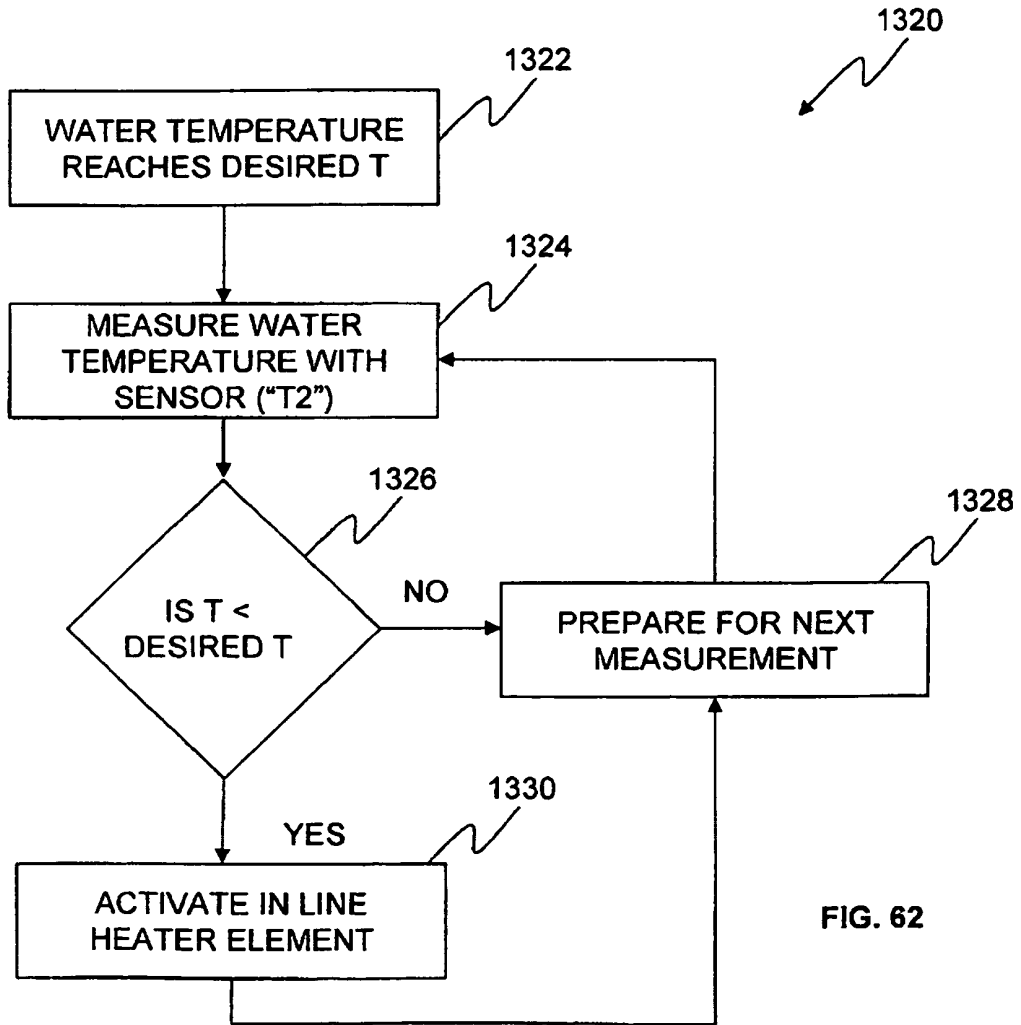 1320
1322
WATER TEMPERATURE
REACHES DESIRED T
1324
MEASURE WATER
TEMPERATURE WITH
SENSOR ("T2")
1326
IS T <
DESIRED T
NO
1328
PREPARE FOR NEXT
MEASUREMENT
YES
1330
ACTIVATE IN LINE
HEATER ELEMENT
FIG. 62